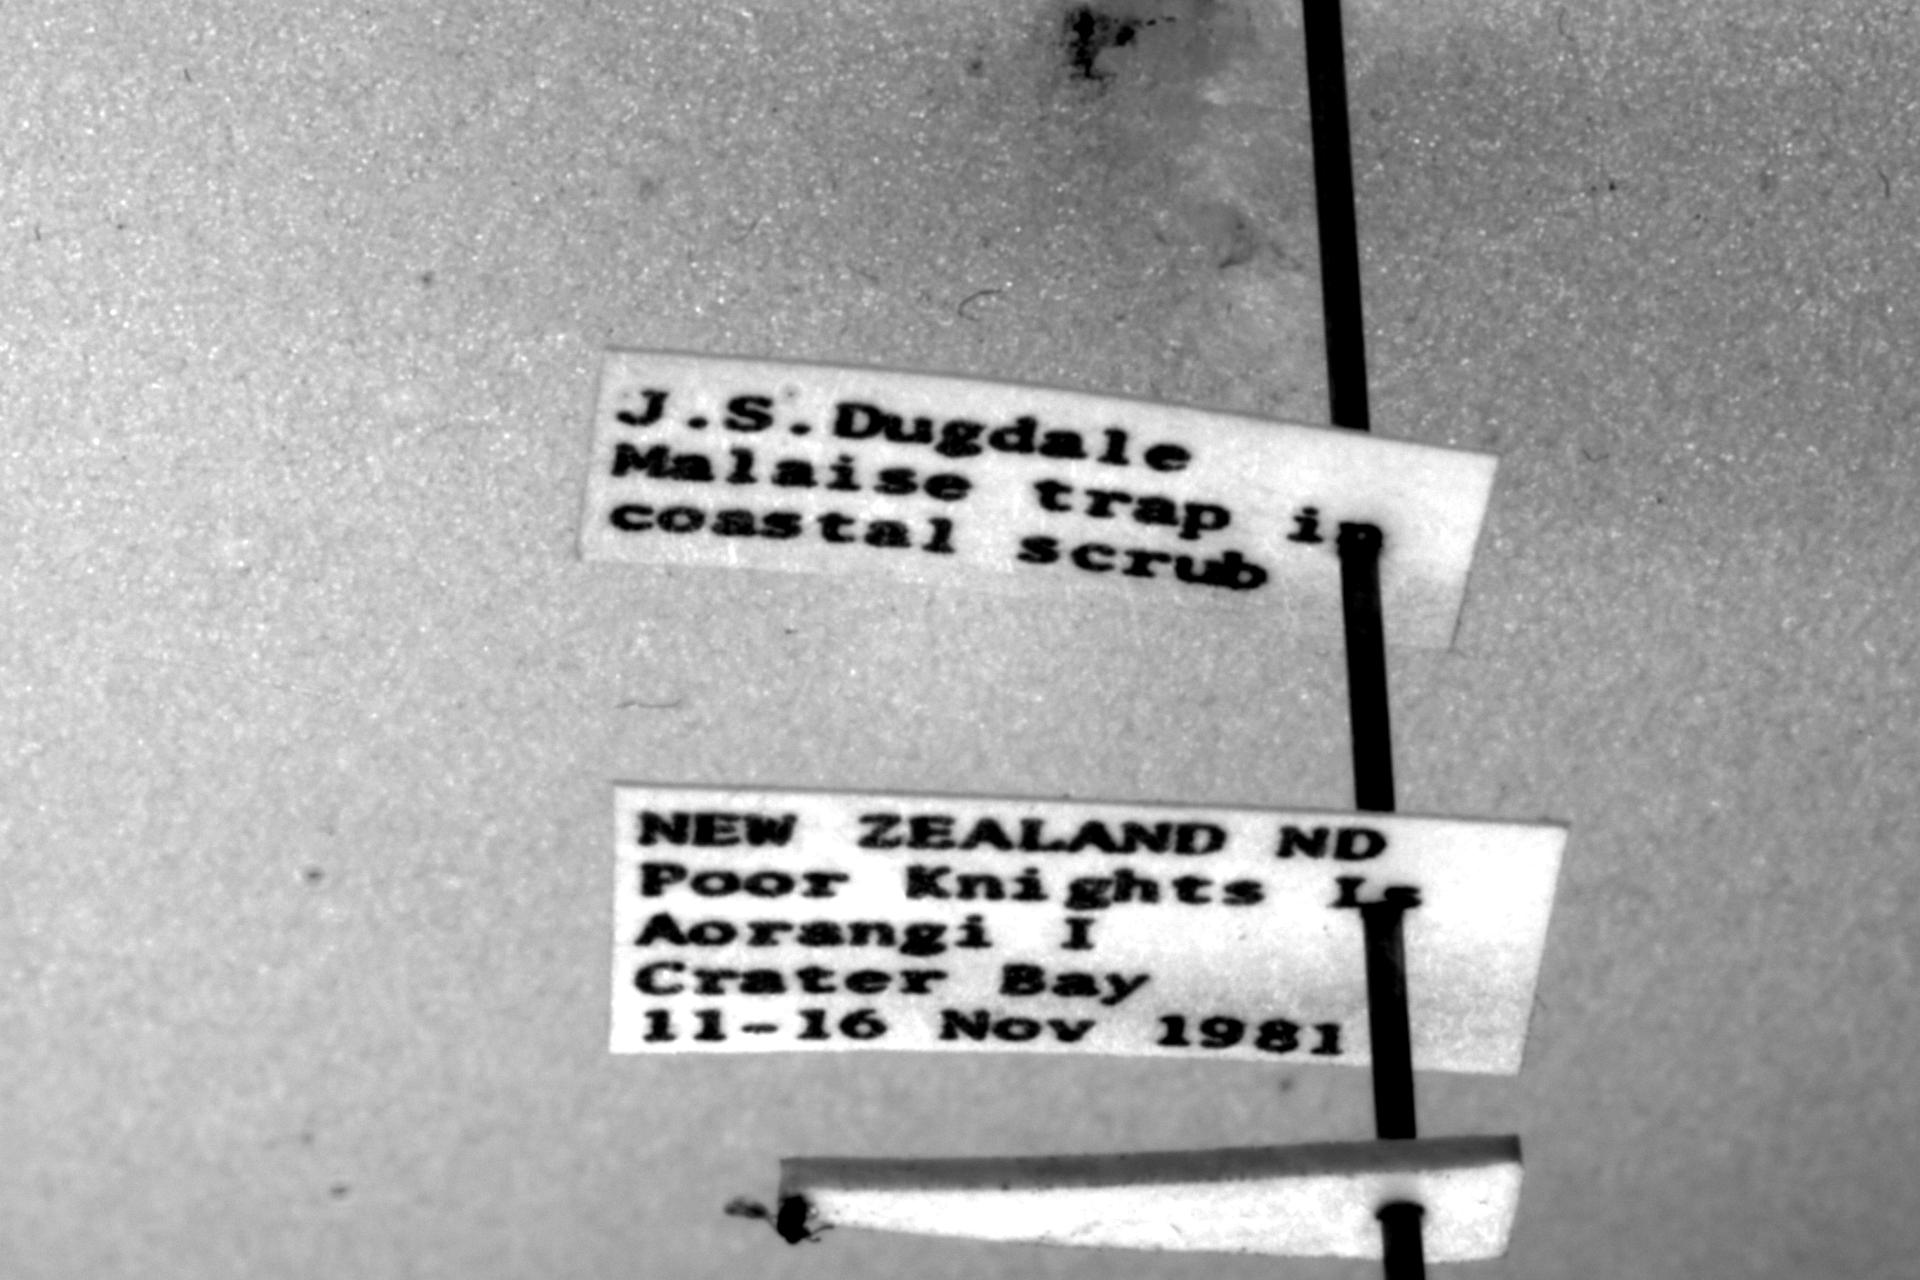 J.S.Dugdale
Malaise trap in
coastal scrub
NEW ZEALAND ND
Poor Knights Is
Aorangi I
Crater Bay
11-16 Nov 1981